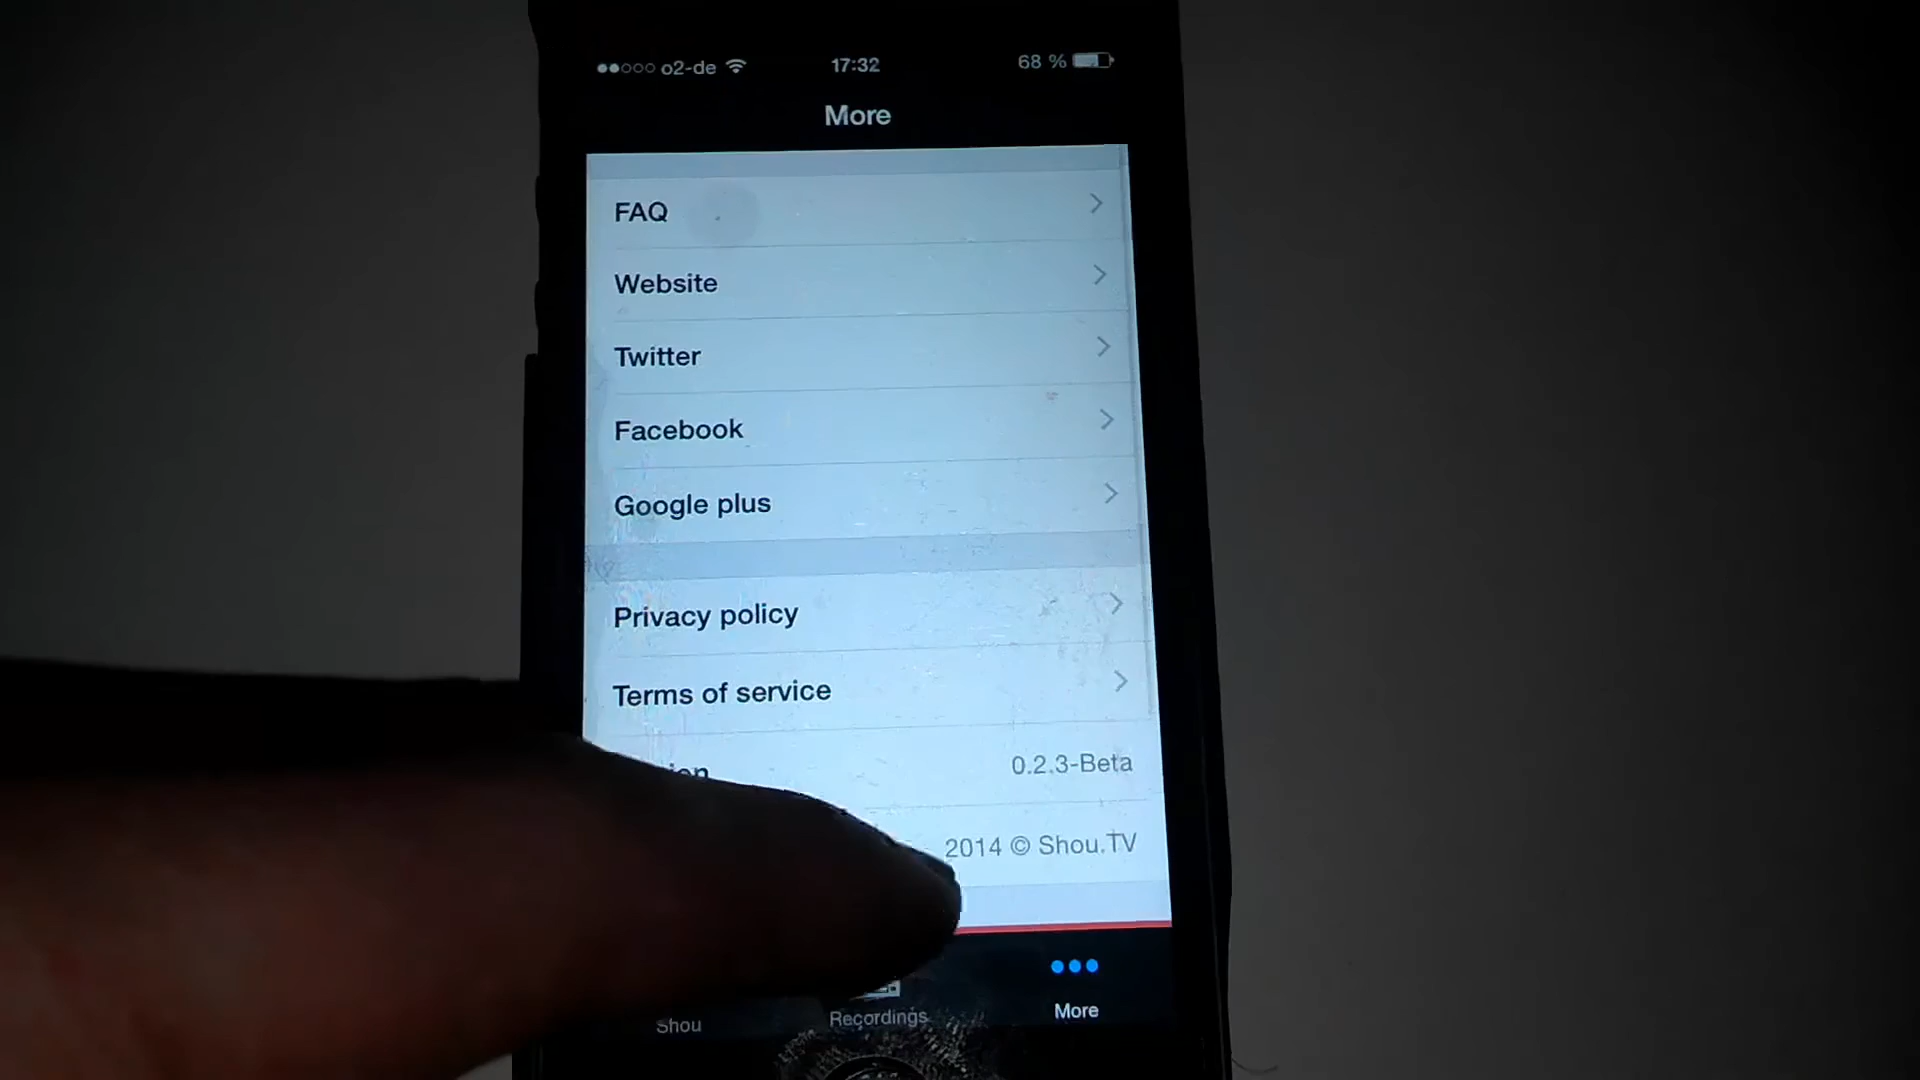 o2-de 17:32 68 %
More
FAQ
Website
Twitter
Facebook
Google plus
Privacy policy
Terms of service
0.2.3-Beta
2014 © Shou.TV
Shou Recordings More